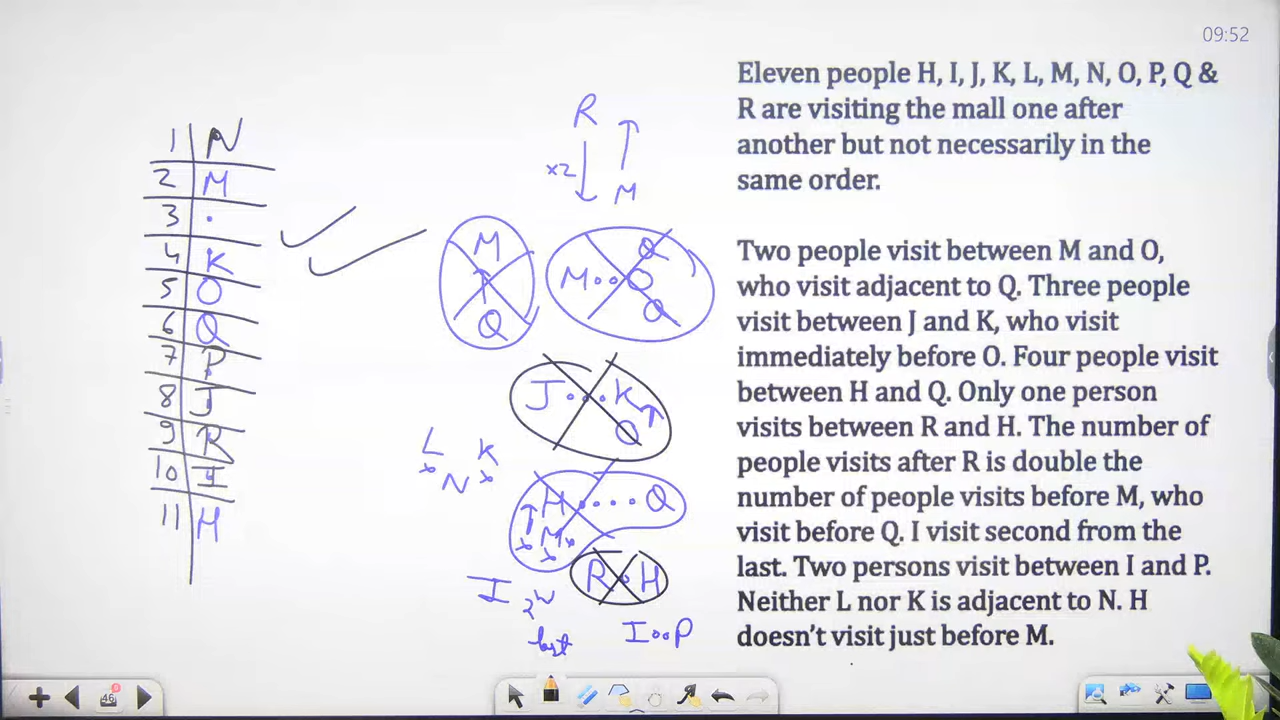 09:52
Eleven people H, I, J, K, L, M, N, O, P, Q &
R are visiting the mall one after
another but not necessarily in the
same order.
Two people visit between M and O,
who visit adjacent to Q. Three people
visit between J and K, who visit
immediately before O. Four people visit
between H and Q. Only one person
visits between R and H. The number of
people visits after R is double the
number of people visits before M, who
visit before Q. I visit second from the
last. Two persons visit between I and P.
Neither L nor K is adjacent to N. H
doesn't visit just before M.
1 N
2 M
3 .
4 K
5 O
6 Q
7 P
8 J
9 R
10 I
11 H
R
x2
M
M
Q
M . . O
Q
Q
J . . . K
O
L K
x N x
H . . . . Q
M
R . H
I 2nd last
I o o P
46